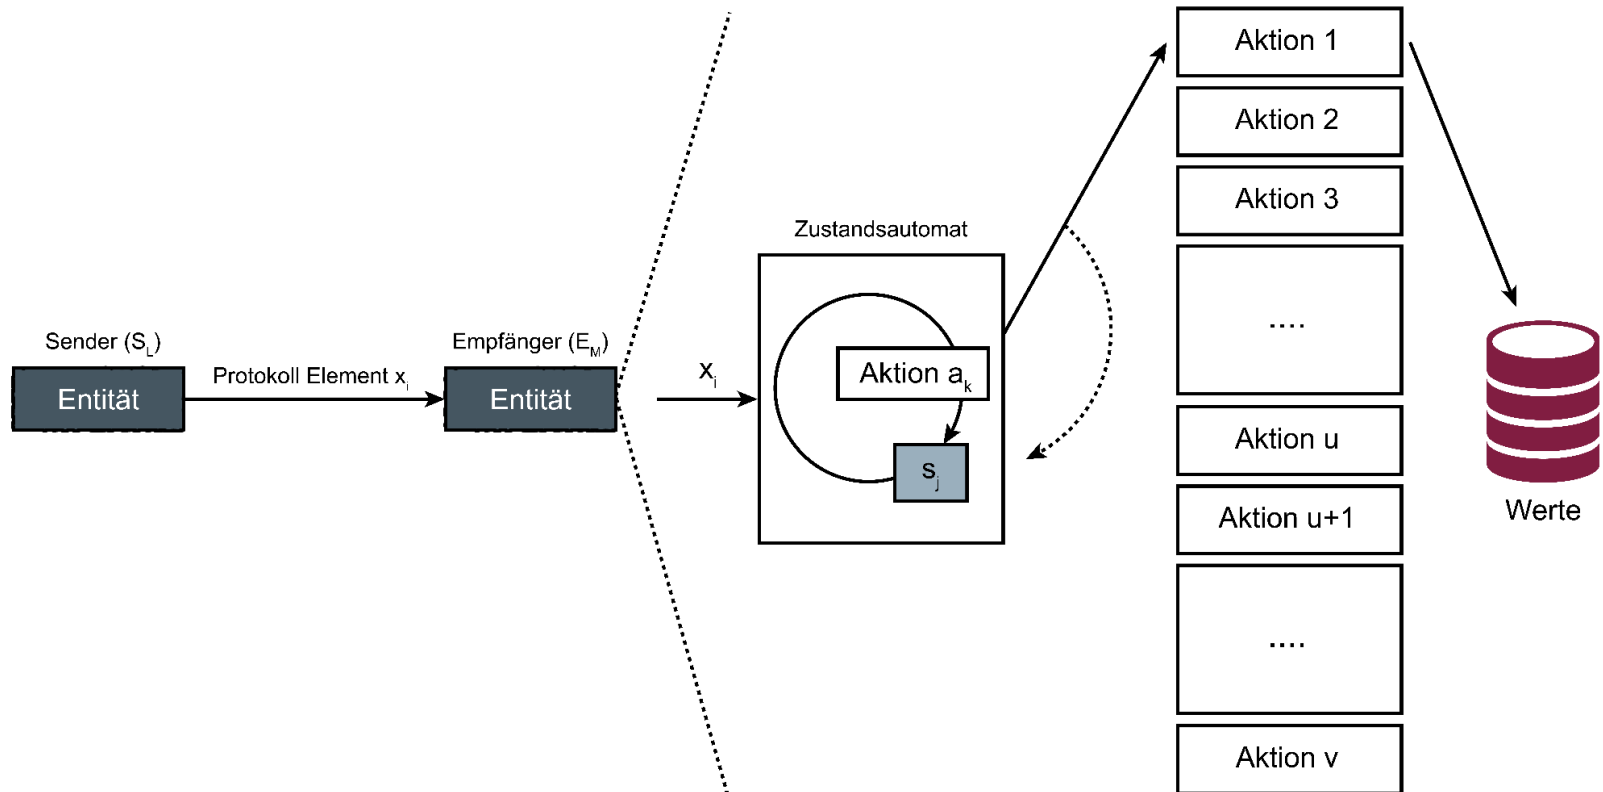 Sender (S_L)
Entität
Protokoll Element x_i
Empfänger (E_M)
Entität
x_i
Zustandsautomat
Aktion a_k
s_j
Aktion 1
Aktion 2
Aktion 3
....
Aktion u
Aktion u+1
....
Aktion v
Werte